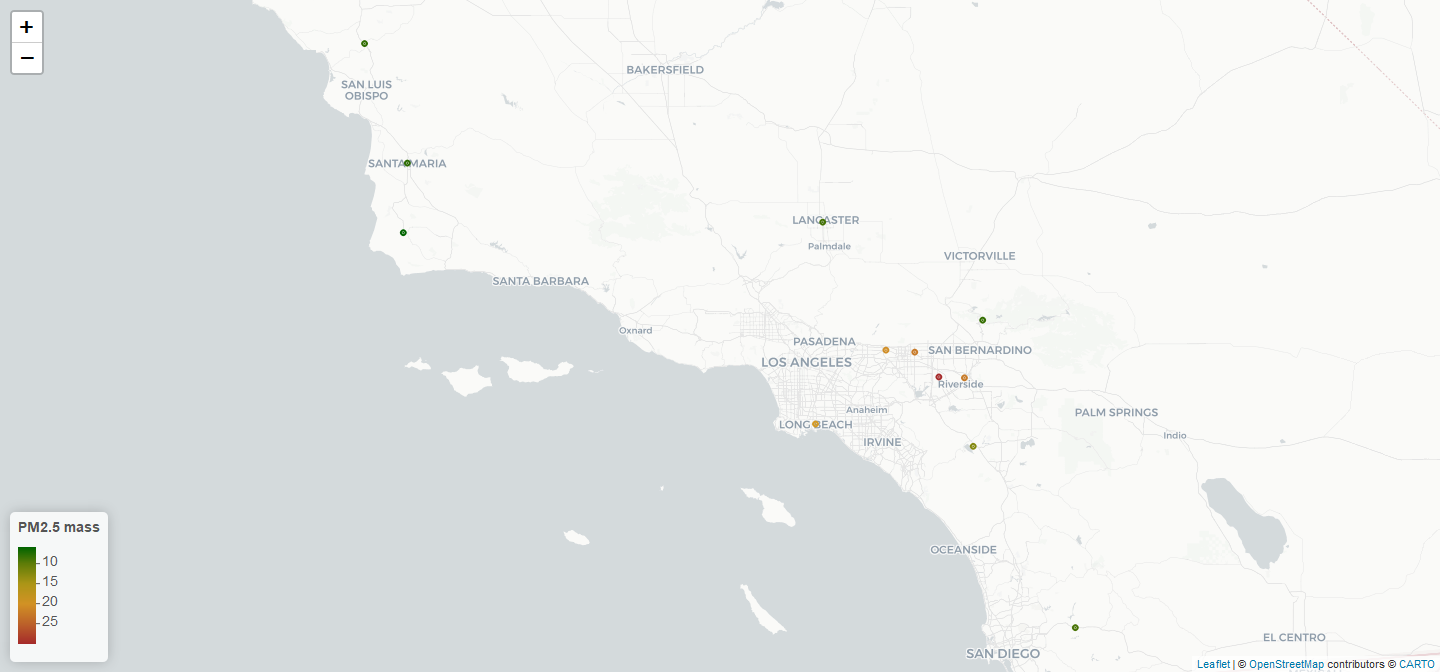 +
−
BAKERSFIELD
SAN LUIS
OBISPO
SANTA MARIA
LANCASTER
Palmdale
VICTORVILLE
SANTA BARBARA
Oxnard
PASADENA
SAN BERNARDINO
LOS ANGELES
Riverside
Anaheim
PALM SPRINGS
LONG BEACH
Indio
IRVINE
OCEANSIDE
EL CENTRO
SAN DIEGO
PM2.5 mass
10
15
20
25
Leaflet | © OpenStreetMap contributors © CARTO